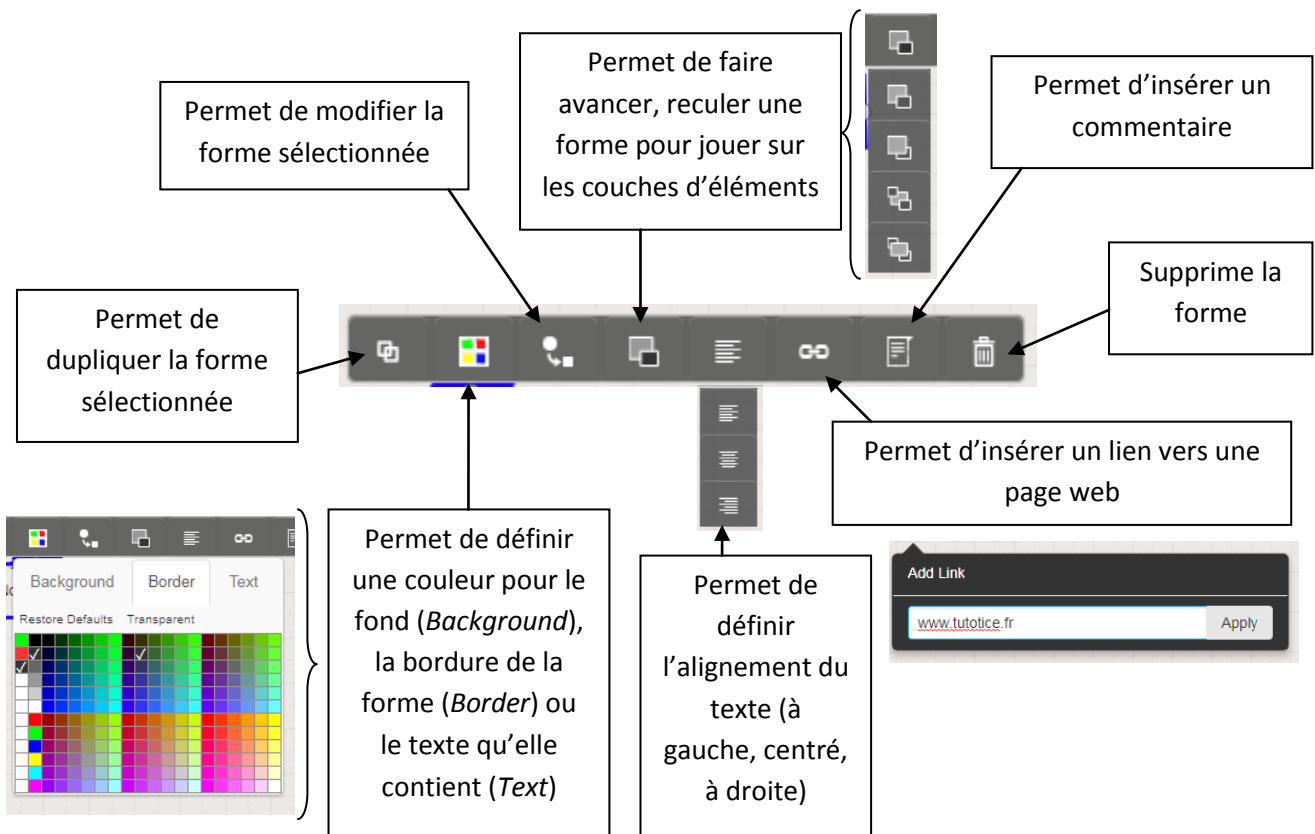 Permet de faire
avancer, reculer une
forme pour jouer sur
les couches d'éléments
Permet de modifier la
forme sélectionnée
Permet d'insérer un
commentaire
Supprime la
forme
Permet de
dupliquer la forme
sélectionnée
Permet d'insérer un lien vers une
page web
Permet de définir
une couleur pour le
fond (Background),
la bordure de la
forme (Border) ou
le texte qu'elle
contient (Text)
Permet de
définir
l'alignement du
texte (à
gauche, centré,
à droite)
Background Border Text
Restore Defaults Transparent
Add Link
www.tutotice.fr Apply